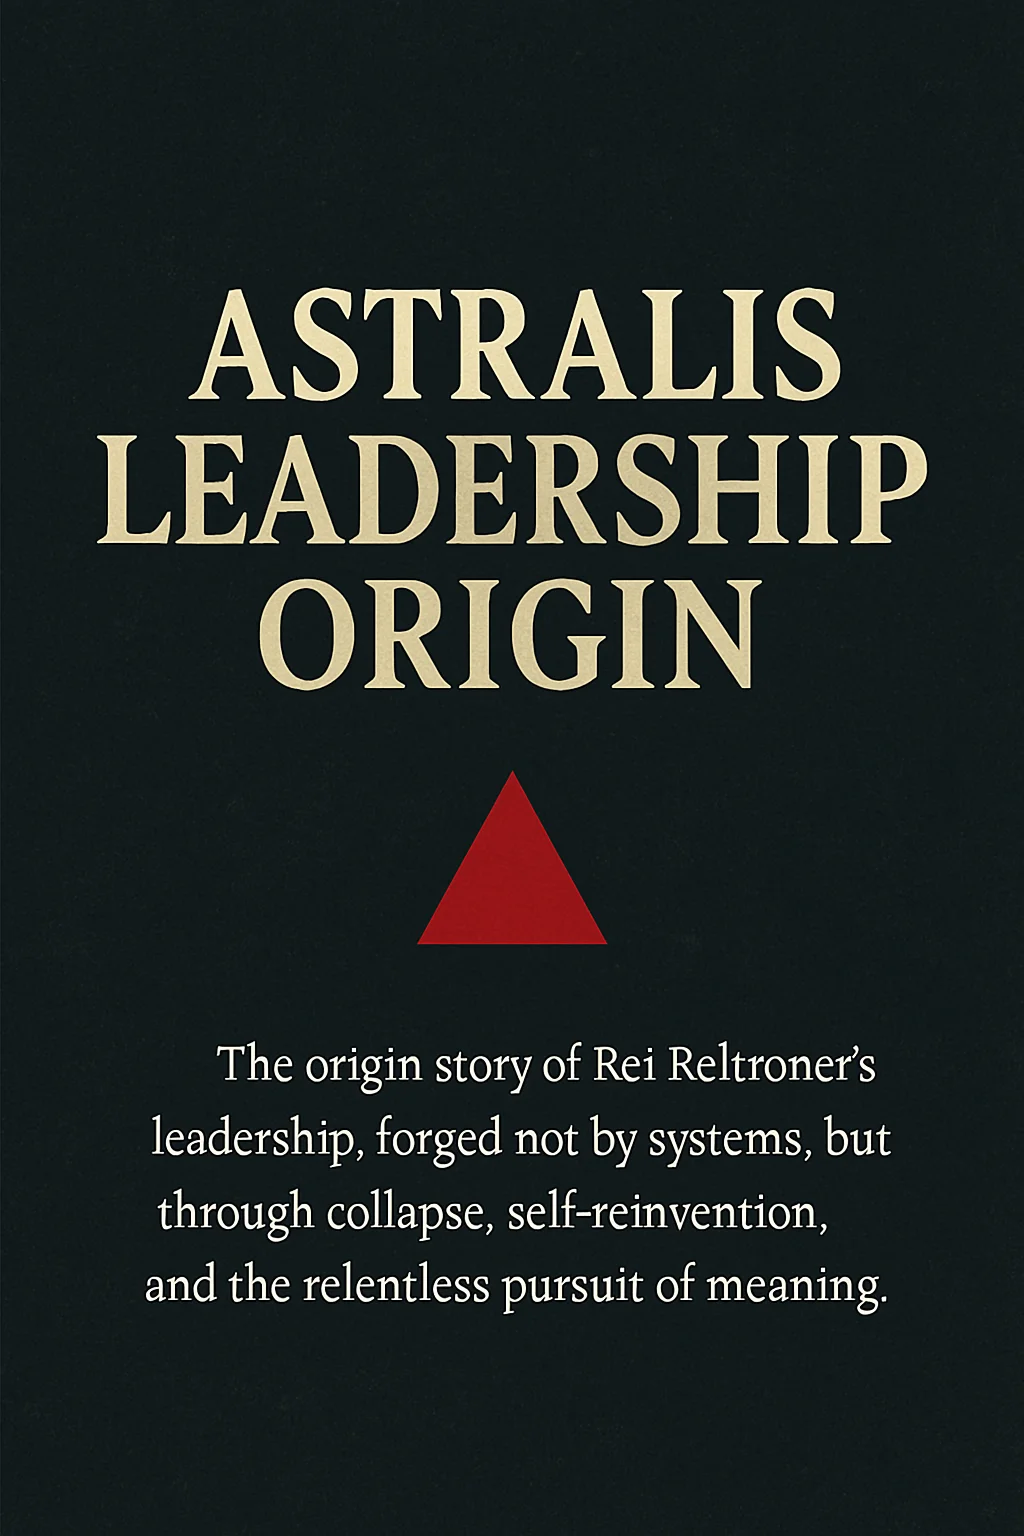 ASTRALIS
LEADERSHIP
ORIGIN
The origin story of Rei Reltroner’s
leadership, forged not by systems, but
through collapse, self-reinvention,
and the relentless pursuit of meaning.